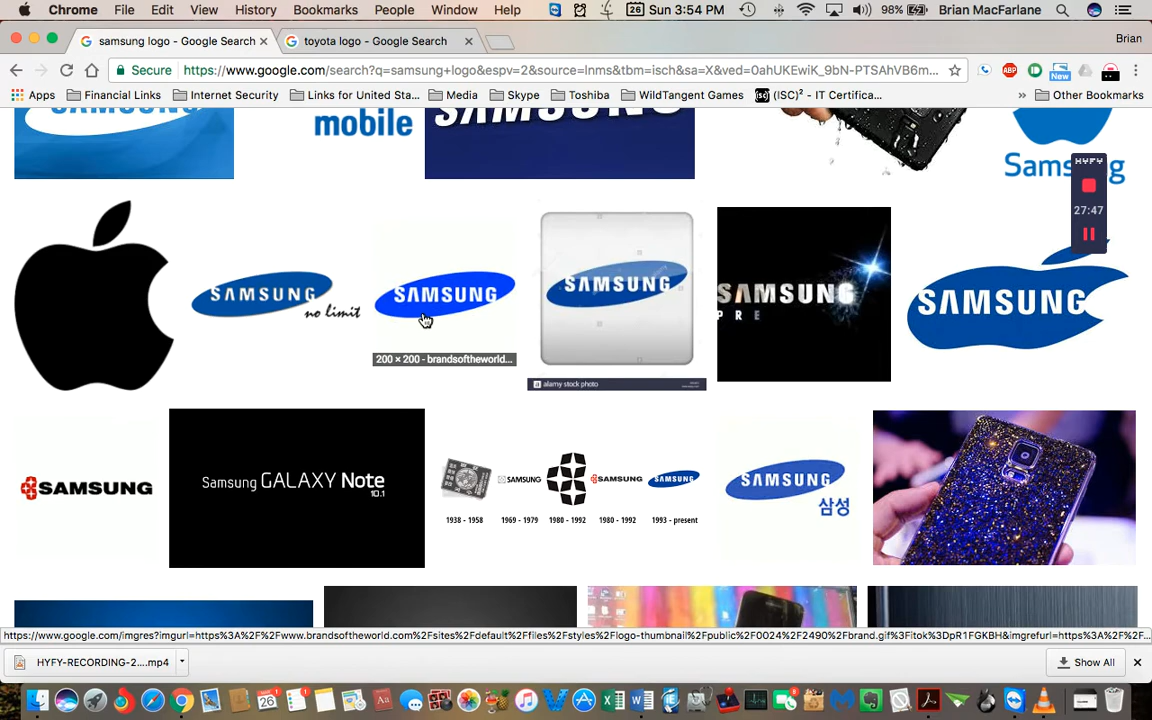 Chrome File Edit View History Bookmarks People Window Help 26 Sun 3:54 PM 98% Brian MacFarlane
samsung logo - Google Search toyota logo - Google Search Brian
Secure https://www.google.com/search?q=samsung+logo&espv=2&source=lnms&tbm=isch&sa=X&ved=0ahUKEwiK_9bN-PTSAhVB6m... ABP New
Apps Financial Links Internet Security Links for United Sta... Media Skype Toshiba WildTangent Games (ISC)² - IT Certifica... » Other Bookmarks
SAMSUNG
mobile
Samsung
HYFY
27:47
SAMSUNG
no limit
SAMSUNG
200 × 200 - brandsoftheworld...
SAMSUNG
a alamy stock photo
SAMSUNG
PRE
SAMSUNG
SAMSUNG
Samsung GALAXY Note
10.1
SAMSUNG SAMSUNG SAMSUNG
1938 - 1958 1969 - 1979 1980 - 1992 1980 - 1992 1993 - present
SAMSUNG
삼성
https://www.google.com/imgres?imgurl=https%3A%2F%2Fwww.brandsoftheworld.com%2Fsites%2Fdefault%2Ffiles%2Fstyles%2Flogo-thumbnail%2Fpublic%2F0024%2F2490%2Fbrand.gif%3Fitok%3DpR1FGKBH&imgrefurl=https%3A%2F%2F...
HYFY-RECORDING-2....mp4 Show All